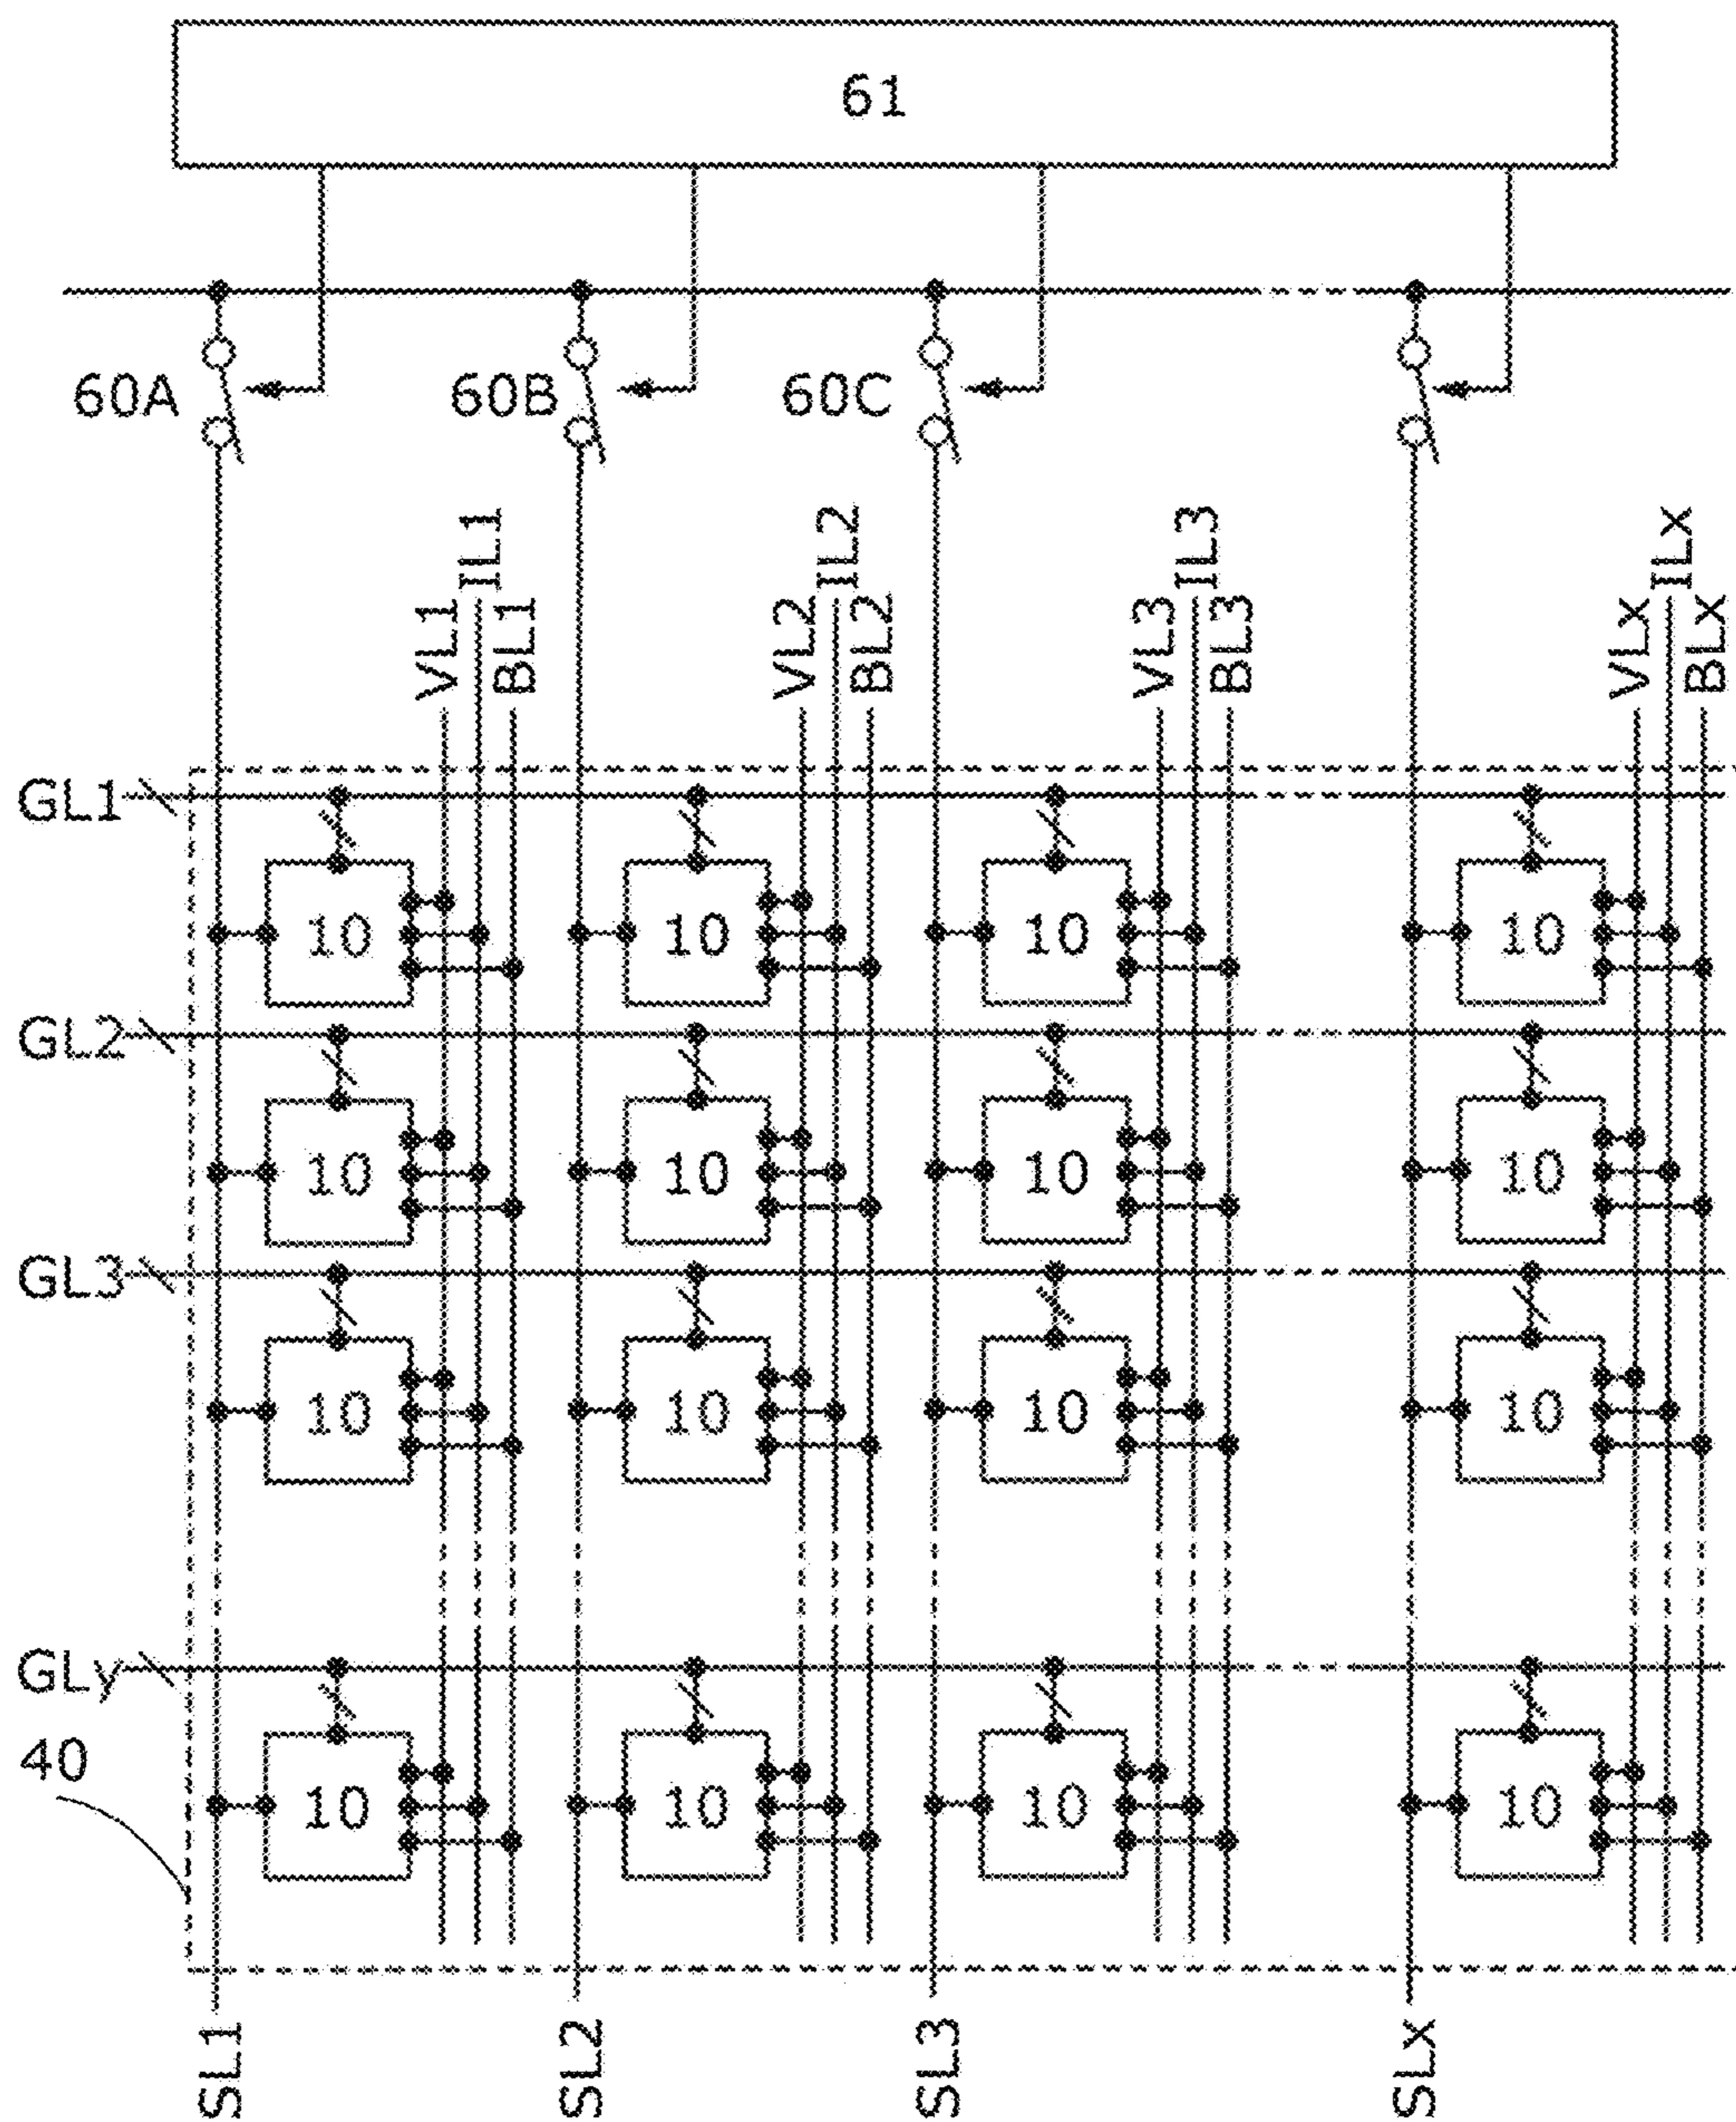 61
60A 60B 60C
IL1 IL2 IL3 ILx
VL1 BL1 VL2 BL2 VL3 BL3 VLx BLx
GL1
10 10 10 10
GL2
10 10 10 10
GL3
10 10 10 10
GLy
40
10 10 10 10
SL1 SL2 SL3 SLx